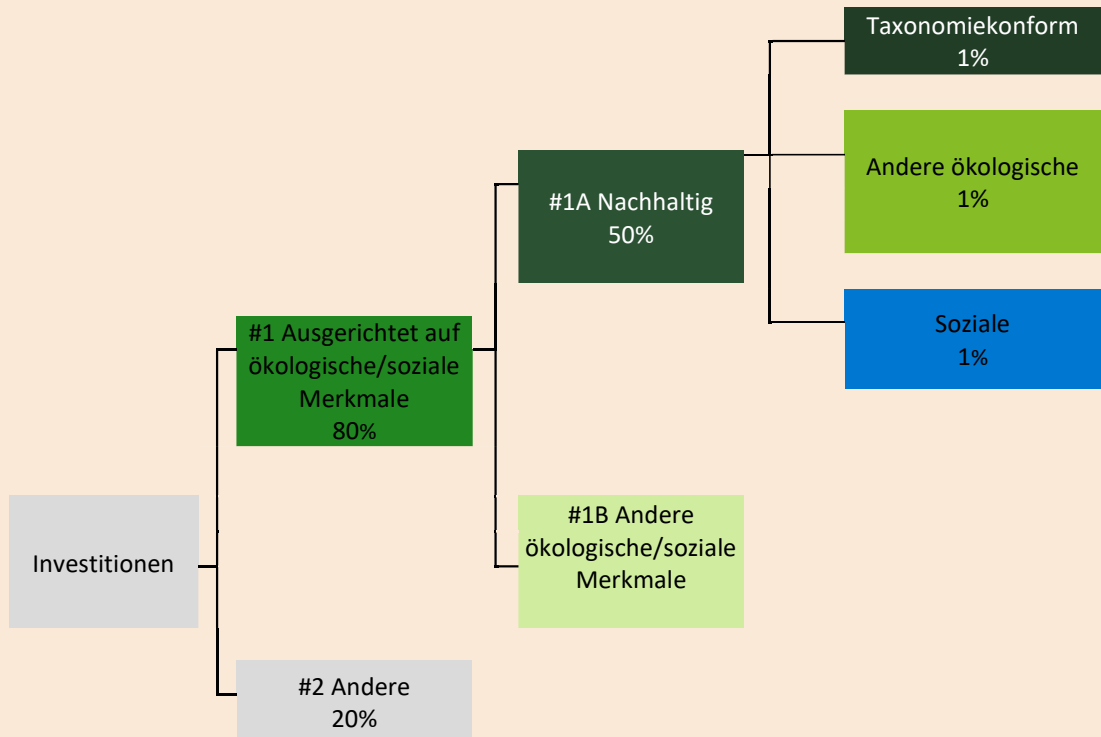 Taxonomiekonform
1%
Andere ökologische
1%
#1A Nachhaltig
50%
Soziale
1%
#1 Ausgerichtet auf
ökologische/soziale
Merkmale
80%
#1B Andere
ökologische/soziale
Merkmale
Investitionen
#2 Andere
20%